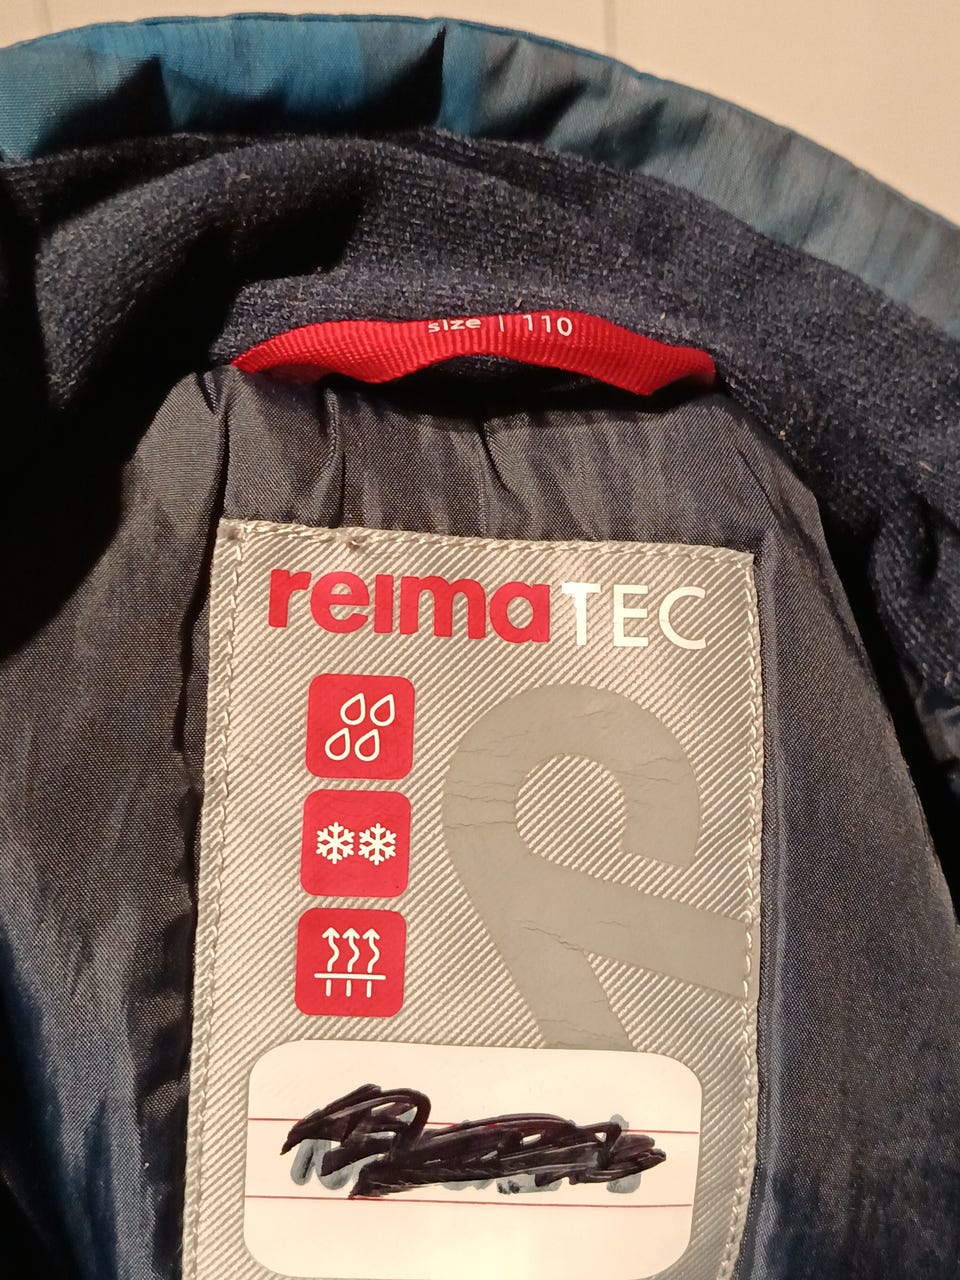 size | 110
reimaTEC